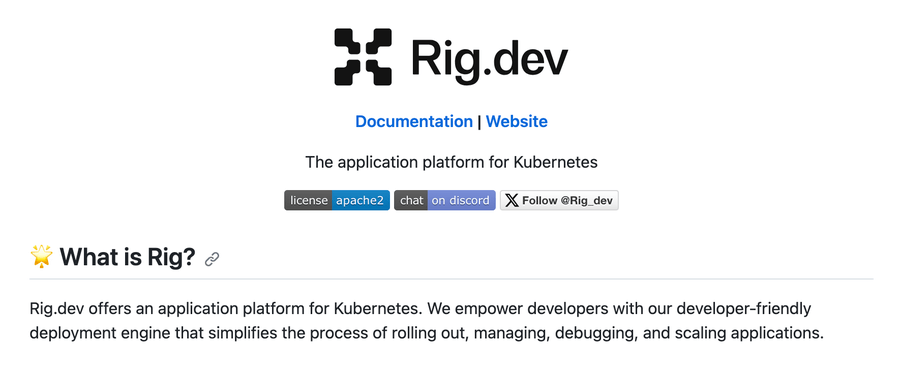 Rig.dev
Documentation | Website
The application platform for Kubernetes
license apache2 chat on discord Follow @Rig_dev
🌟 What is Rig?
Rig.dev offers an application platform for Kubernetes. We empower developers with our developer-friendly
deployment engine that simplifies the process of rolling out, managing, debugging, and scaling applications.